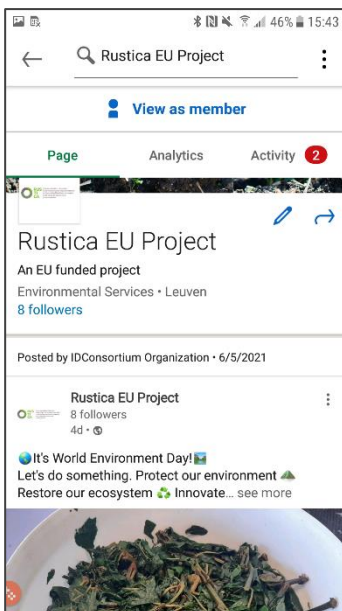 46% 15:43
Rustica EU Project
View as member
Page Analytics Activity 2
Rustica EU Project
An EU funded project
Environmental Services • Leuven
8 followers
Posted by IDConsortium Organization • 6/5/2021
Rustica EU Project
8 followers
4d •
🌏It's World Environment Day!🏞️
Let's do something. Protect our environment ⛰️
Restore our ecosystem ♻️ Innovate... see more